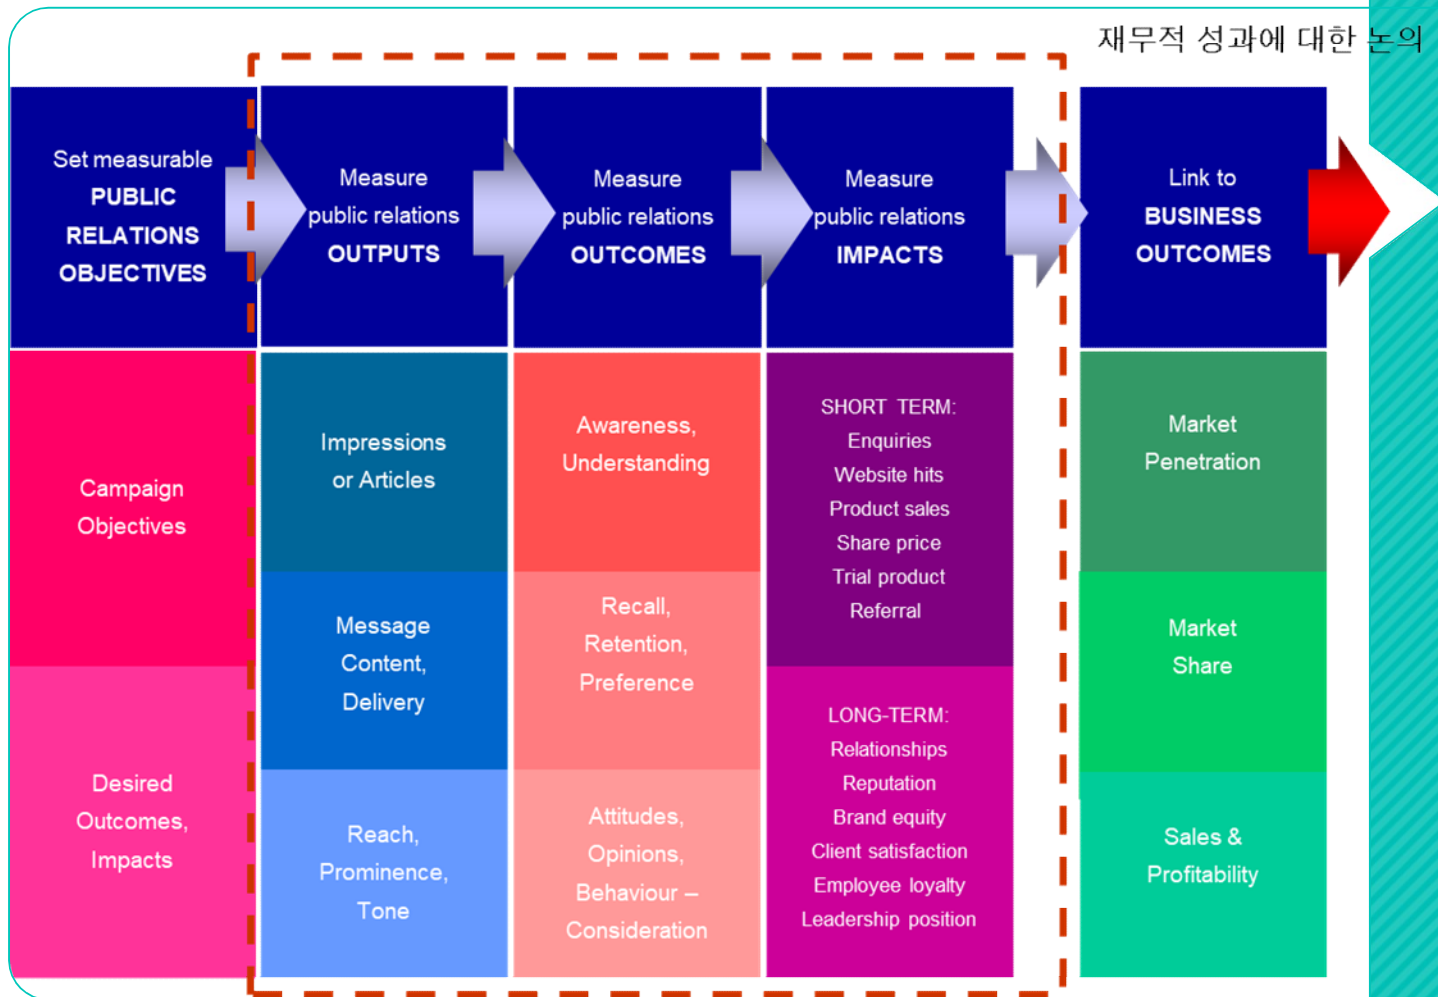 재무적 성과에 대한 논의
Set measurable
PUBLIC
RELATIONS
OBJECTIVES
Measure
public relations
OUTPUTS
Measure
public relations
OUTCOMES
Measure
public relations
IMPACTS
Link to
BUSINESS
OUTCOMES
Campaign
Objectives
Desired
Outcomes,
Impacts
Impressions
or Articles
Message
Content,
Delivery
Reach,
Prominence,
Tone
Awareness,
Understanding
Recall,
Retention,
Preference
Attitudes,
Opinions,
Behaviour –
Consideration
SHORT TERM:
Enquiries
Website hits
Product sales
Share price
Trial product
Referral
LONG-TERM:
Relationships
Reputation
Brand equity
Client satisfaction
Employee loyalty
Leadership position
Market
Penetration
Market
Share
Sales &
Profitability